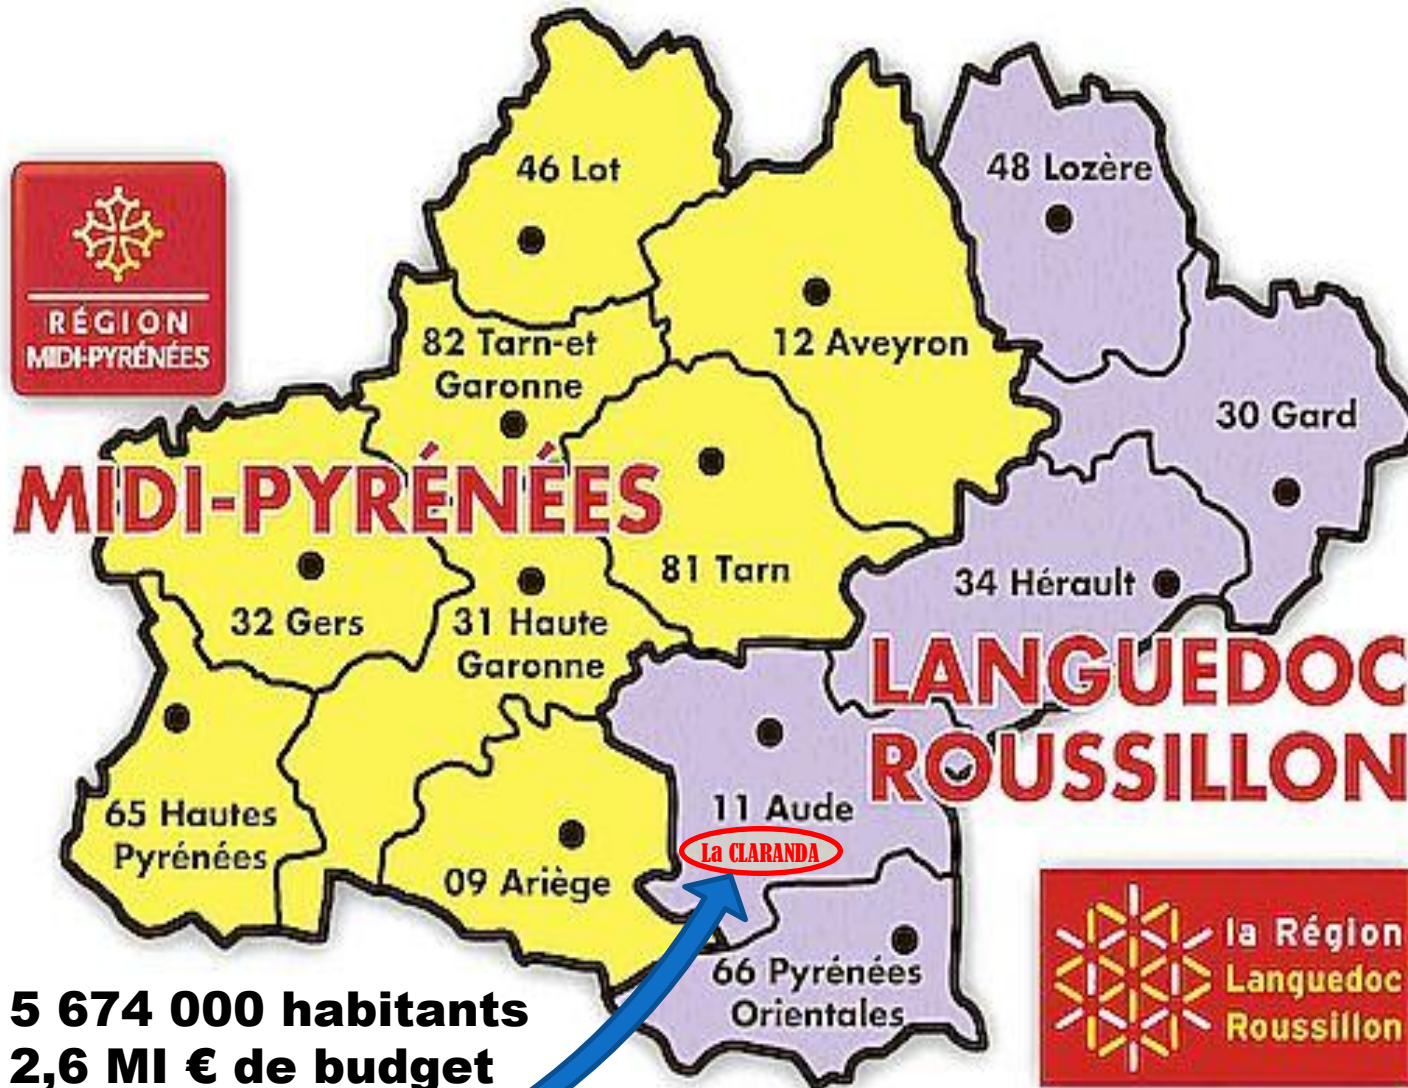 46 Lot
48 Lozère
RÉGION
MIDI-PYRÉNÉES
82 Tarn-et
Garonne
12 Aveyron
30 Gard
MIDI-PYRÉNÉES
81 Tarn
34 Hérault
32 Gers
31 Haute
Garonne
LANGUEDOC
ROUSSILLON
65 Hautes
Pyrénées
11 Aude
La CLARANDA
09 Ariège
la Région
Languedoc
Roussillon
66 Pyrénées
Orientales
5 674 000 habitants
2,6 MI € de budget